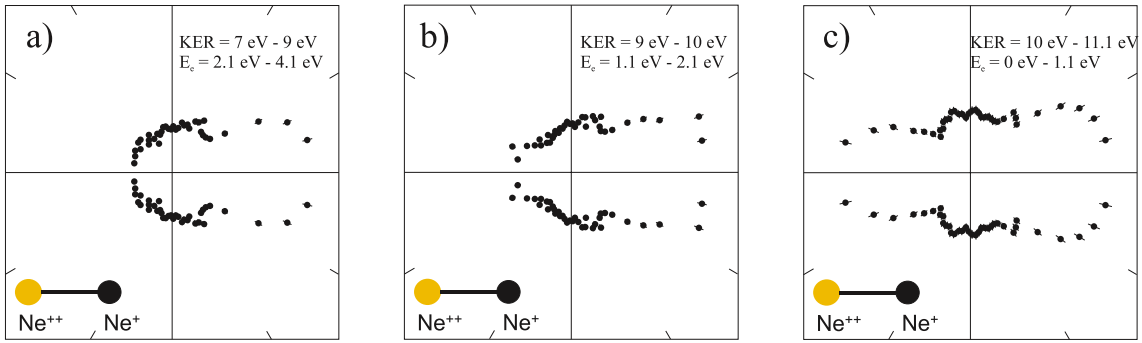 a)
KER = 7 eV - 9 eV
Eₑ = 2.1 eV - 4.1 eV
Ne⁺⁺ Ne⁺
b)
KER = 9 eV - 10 eV
Eₑ = 1.1 eV - 2.1 eV
Ne⁺⁺ Ne⁺
c)
KER = 10 eV - 11.1 eV
Eₑ = 0 eV - 1.1 eV
Ne⁺⁺ Ne⁺